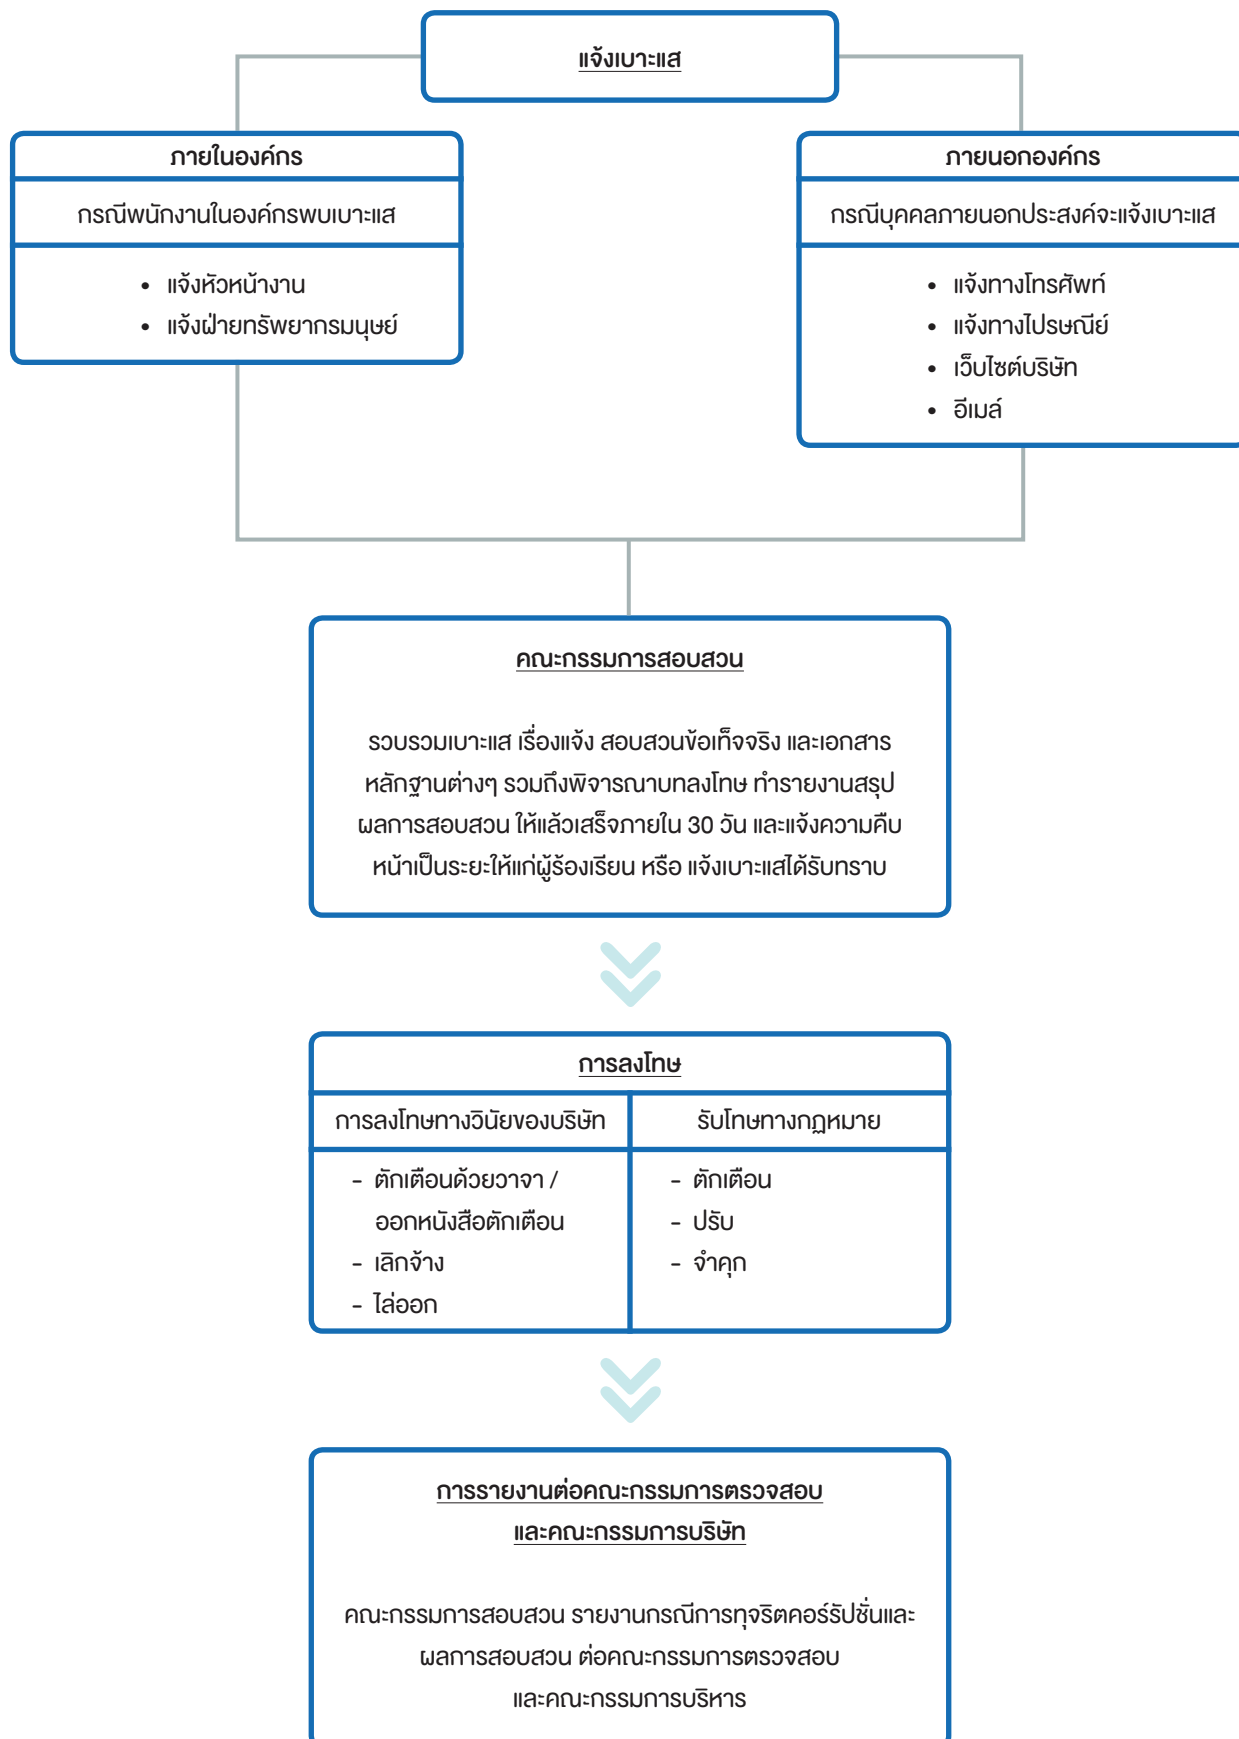 แจ้งเบาะแส
ภายในองค์กร
กรณีพนักงานในองค์กรพบเบาะแส
• แจ้งหัวหน้างาน
• แจ้งฝ่ายทรัพยากรมนุษย์
ภายนอกองค์กร
กรณีบุคคลภายนอกประสงค์จะแจ้งเบาะแส
• แจ้งทางโทรศัพท์
• แจ้งทางไปรษณีย์
• เว็บไซต์บริษัท
• อีเมล์
คณะกรรมการสอบสวน
รวบรวมเบาะแส เรื่องแจ้ง สอบสวนข้อเท็จจริง และเอกสาร
หลักฐานต่างๆ รวมถึงพิจารณาบทลงโทษ ทำรายงานสรุป
ผลการสอบสวน ให้แล้วเสร็จภายใน 30 วัน และแจ้งความคืบ
หน้าเป็นระยะให้แก่ผู้ร้องเรียน หรือ แจ้งเบาะแสได้รับทราบ
การลงโทษ
การลงโทษทางวินัยของบริษัท
- ตักเตือนด้วยวาจา /
ออกหนังสือตักเตือน
- เลิกจ้าง
- ไล่ออก
รับโทษทางกฎหมาย
- ตักเตือน
- ปรับ
- จำคุก
การรายงานต่อคณะกรรมการตรวจสอบ
และคณะกรรมการบริษัท
คณะกรรมการสอบสวน รายงานกรณีการทุจริตคอร์รัปชั่นและ
ผลการสอบสวน ต่อคณะกรรมการตรวจสอบ
และคณะกรรมการบริหาร